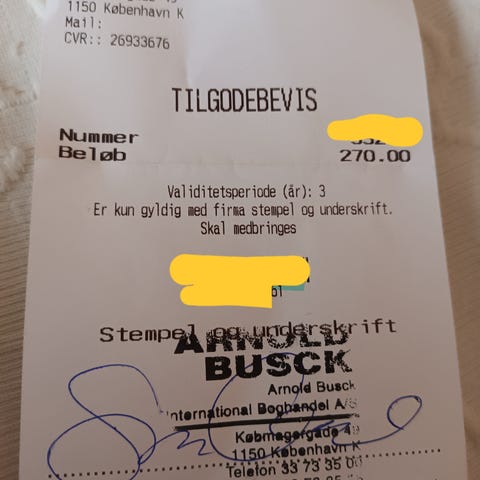 1150 København K
Mail:
CVR:: 26933676
TILGODEBEVIS
Nummer
Beløb 270.00
Validitetsperiode (år): 3
Er kun gyldig med firma stempel og underskrift.
Skal medbringes
Stempel og underskrift
ARNOLD
BUSCK
Arnold Busck
International Boghandel A/S
Købmagergade 49
1150 København K
Telefon 33 73 35 00